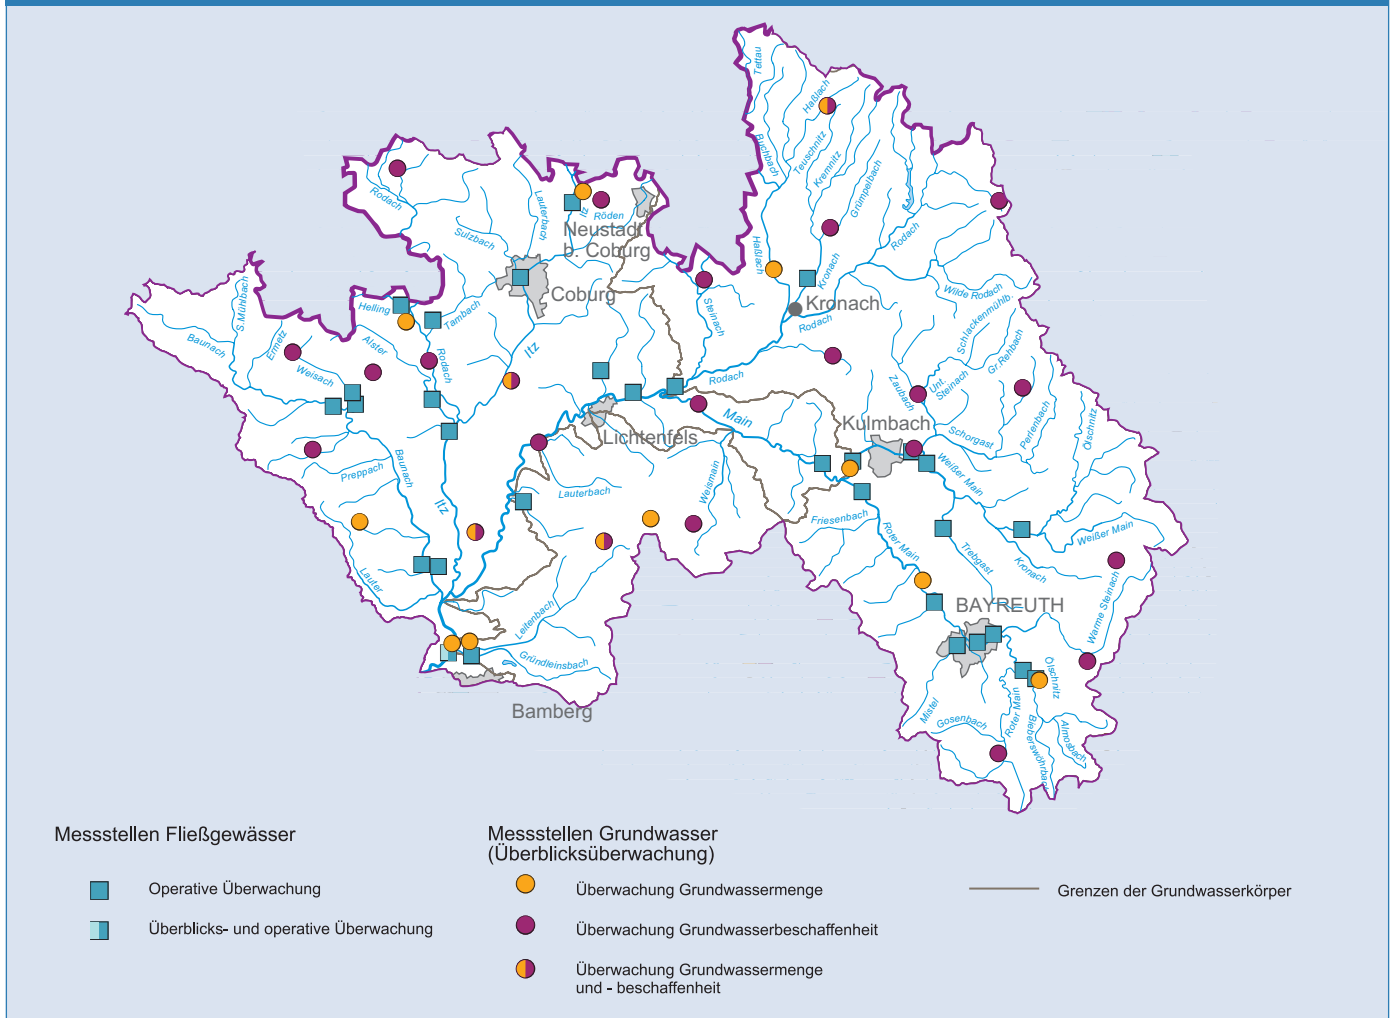 Tettau
Haßlach
Buchbach
Teuschnitz
Kremnitz
Grümpelbach
Rodach
Lauterbach
Itz
Röden
Neustadt
b. Coburg
Sulzbach
Haßlach
Kronach
Rodach
S.Mühlbach
Coburg
Steinach
Kronach
Rodach
Wilde Rodach
Schlackenmühlb.
Helling
Tambach
Baunach
Ermetz
Alster
Weisach
Rodach
Itz
Rodach
Zaubach
Unt.
Steinach
Gr.Rehbach
Main
Kulmbach
Perlenbach
Ölschnitz
Lichtenfels
Schorgast
Preppach
Baunach
Itz
Lauterbach
Weismain
Weißer Main
Friesenbach
Roter Main
Trebgast
Weißer Main
Kronach
Lauter
Leitenbach
BAYREUTH
Warme Steinach
Gründleinsbach
Ölschnitz
Bamberg
Mistel
Gosenbach
Roter Main
Bieberswöhrbach
Almosbach
Messstellen Fließgewässer
Operative Überwachung
Überblicks- und operative Überwachung
Messstellen Grundwasser
(Überblicksüberwachung)
Überwachung Grundwassermenge
Überwachung Grundwasserbeschaffenheit
Überwachung Grundwassermenge
und - beschaffenheit
Grenzen der Grundwasserkörper